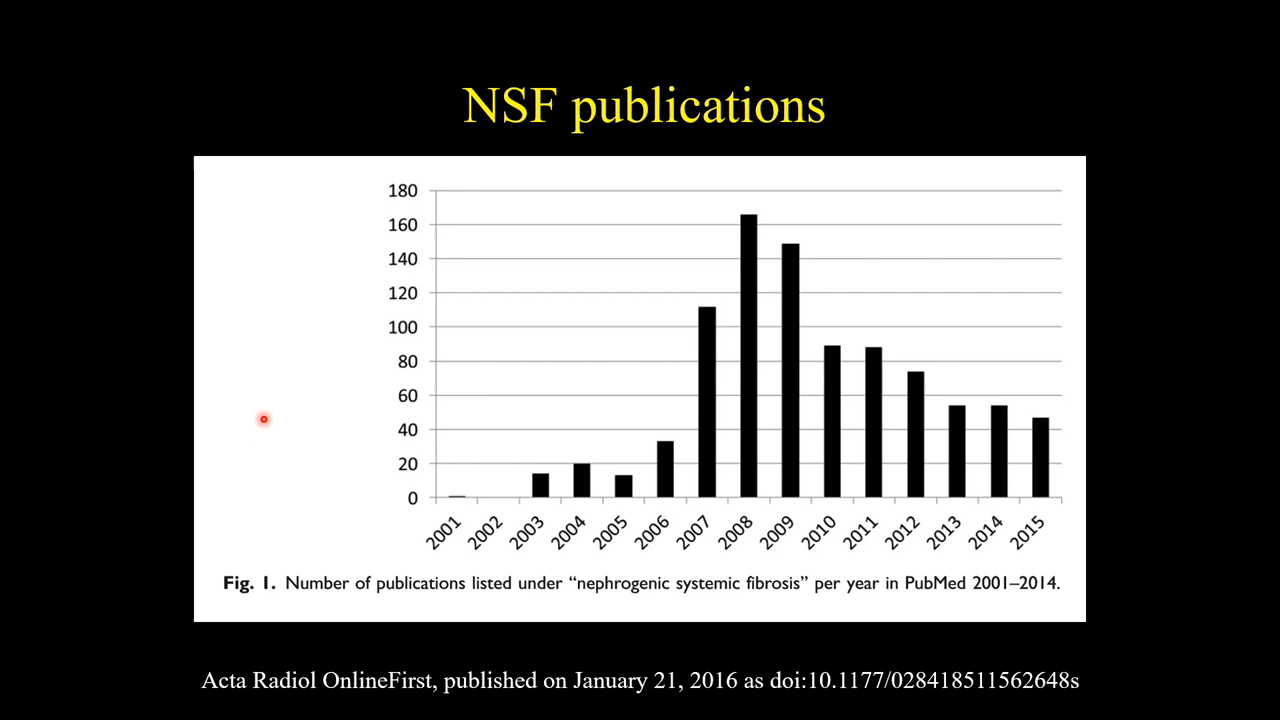 NSF publications
180
160
140
120
100
80
60
40
20
0
2001 2002 2003 2004 2005 2006 2007 2008 2009 2010 2011 2012 2013 2014 2015
Fig. 1. Number of publications listed under “nephrogenic systemic fibrosis” per year in PubMed 2001–2014.
Acta Radiol OnlineFirst, published on January 21, 2016 as doi:10.1177/028418511562648s